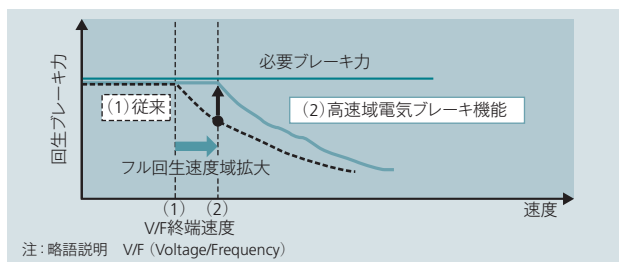 必要ブレーキ力
回生ブレーキ力
(1)従来
(2)高速域電気ブレーキ機能
フル回生速度域拡大
(1) (2)
速度
V/F終端速度
注：略語説明 V/F（Voltage/Frequency）